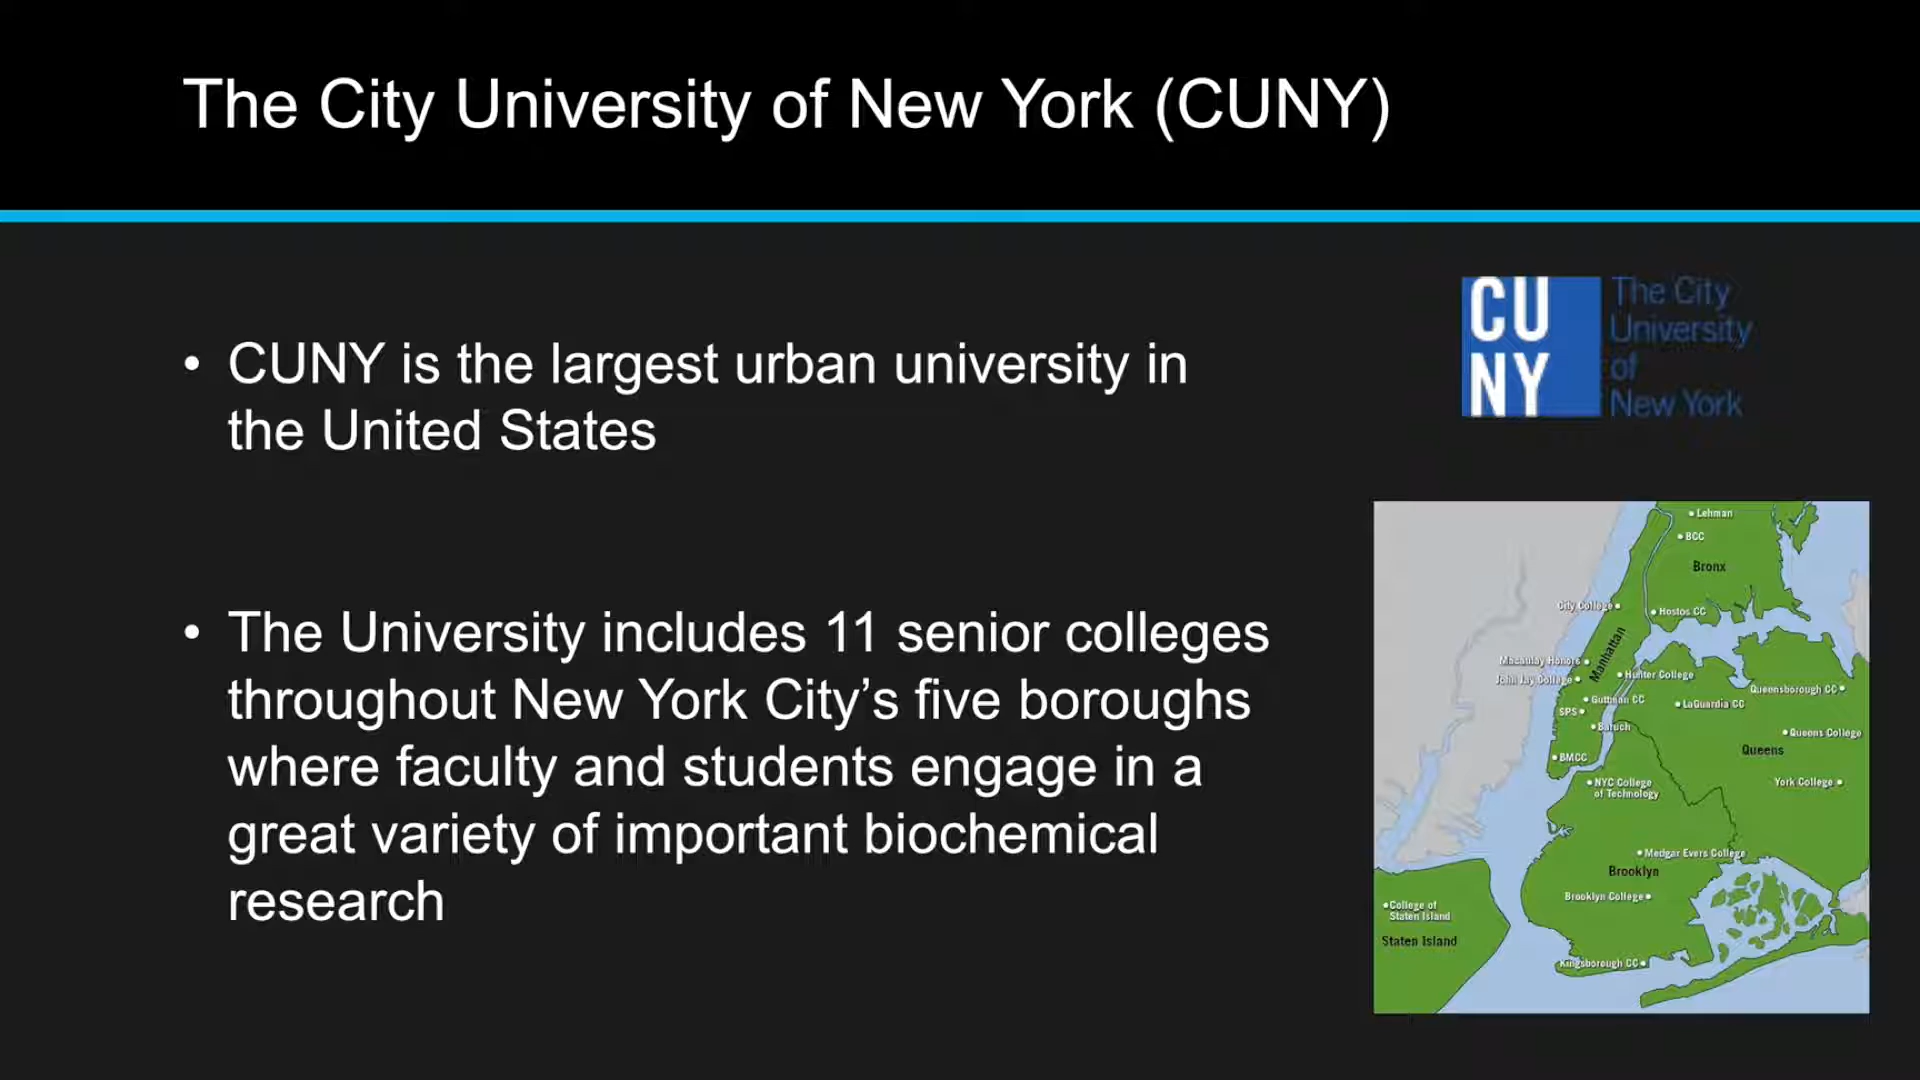 The City University of New York (CUNY)
• CUNY is the largest urban university in
the United States
• The University includes 11 senior colleges
throughout New York City's five boroughs
where faculty and students engage in a
great variety of important biochemical
research
CU
NY
The City
University
of
New York
Lehman
BCC
Bronx
City College
Hostos CC
Manhattan
Macaulay Honors
Hunter College
John Jay College
Queensborough CC
Guttman CC
LaGuardia CC
SPS
Baruch
Queens College
Queens
BMCC
NYC College
of Technology
York College
Medgar Evers College
Brooklyn
Brooklyn College
College of
Staten Island
Staten Island
Kingsborough CC